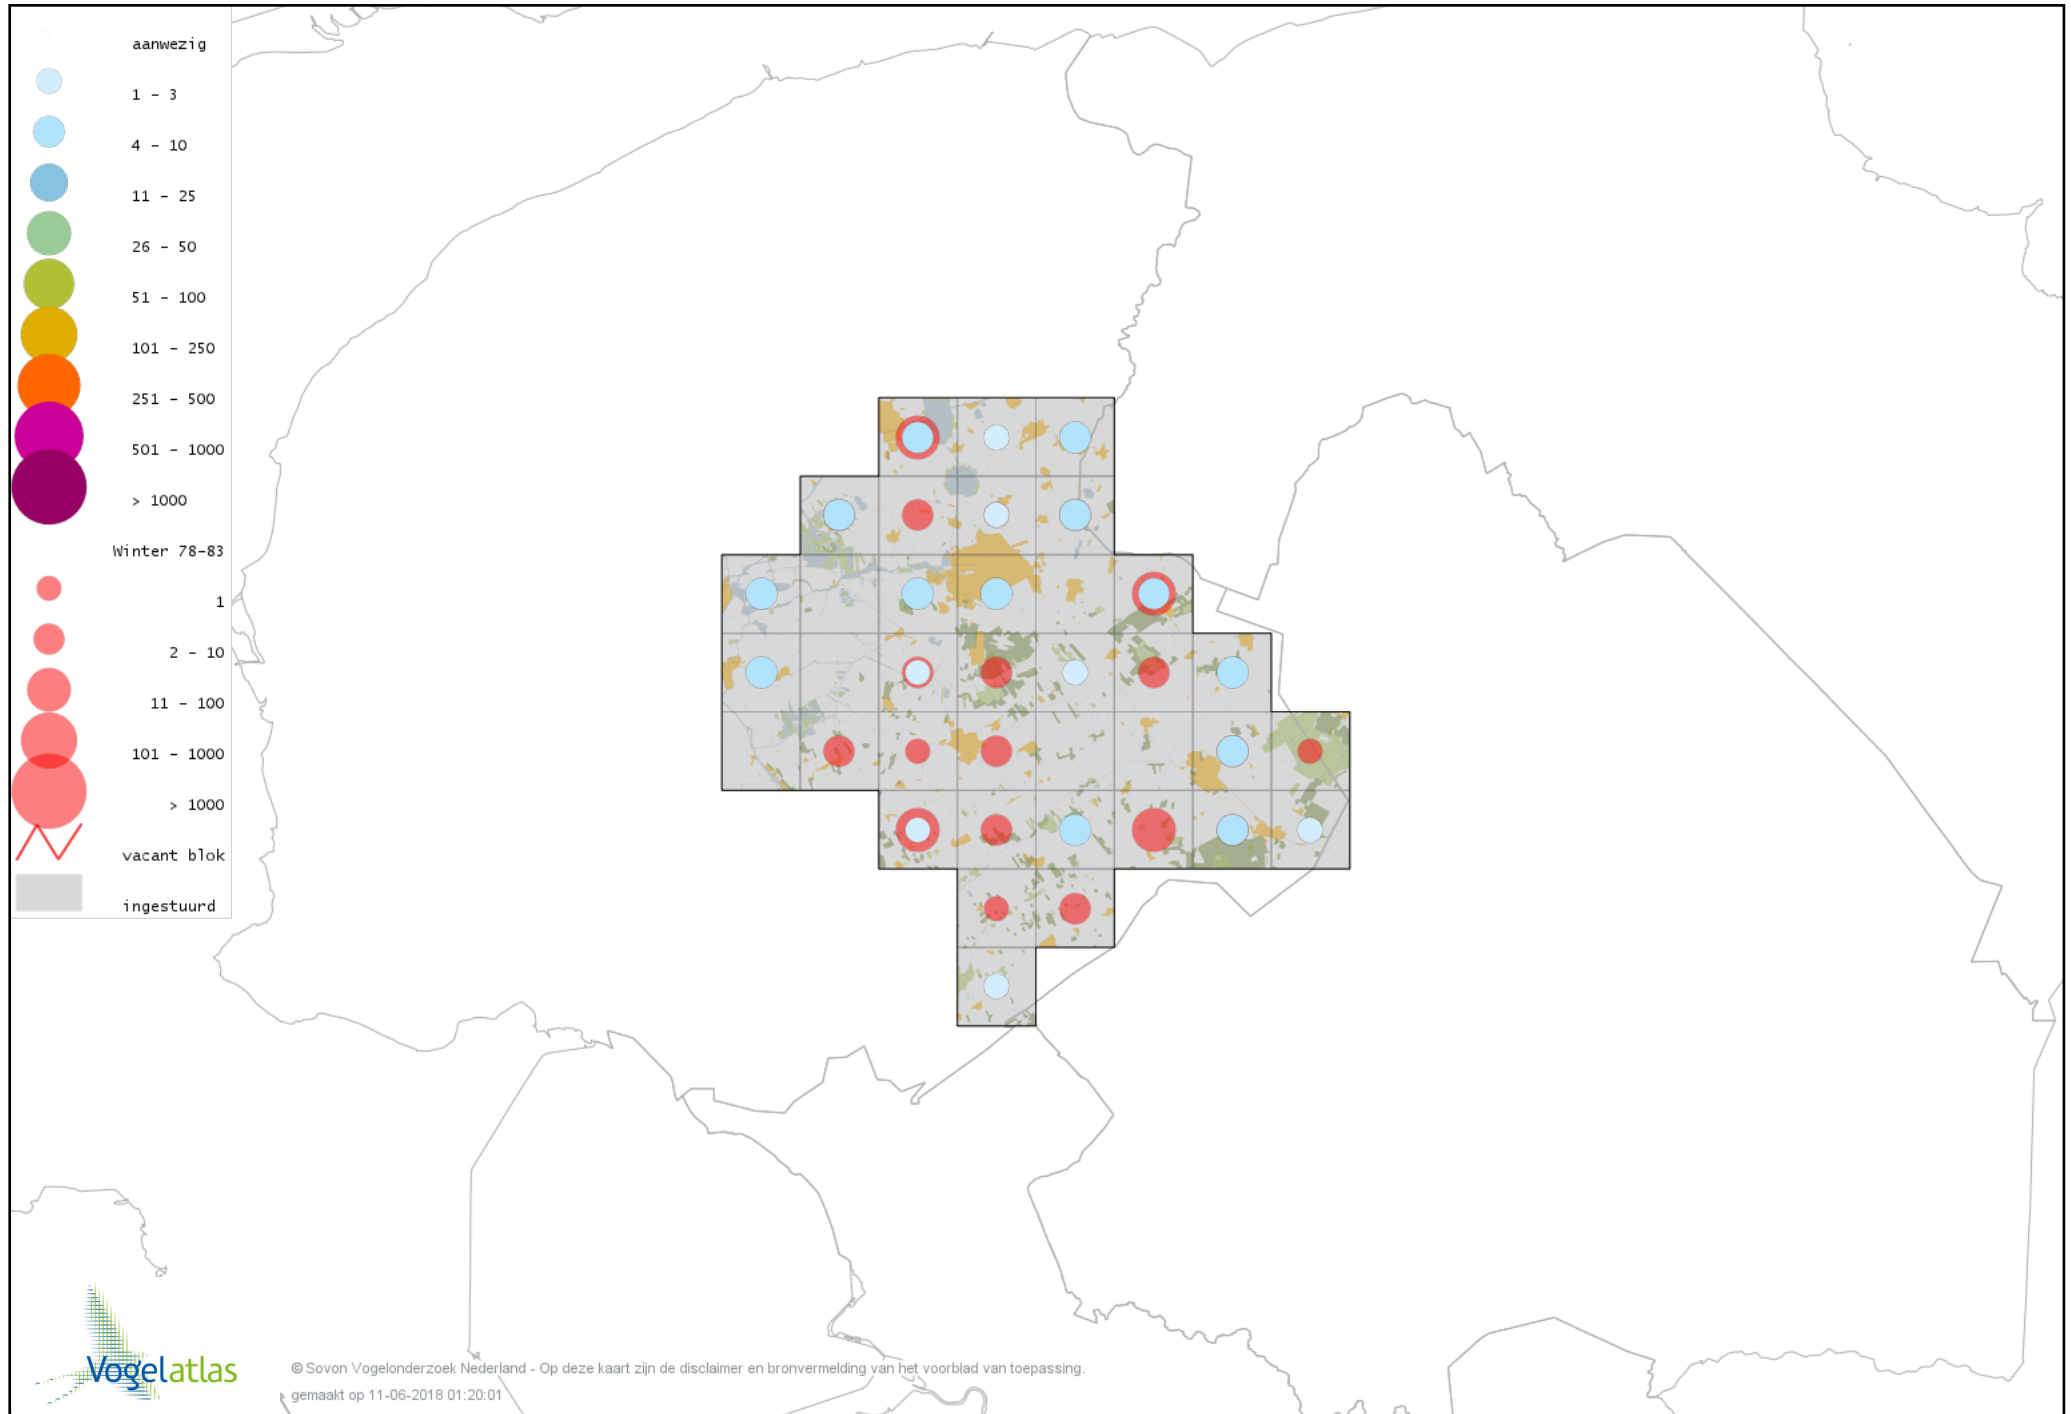 aanwezig
1 - 3
4 - 10
11 - 25
26 - 50
51 - 100
101 - 250
251 - 500
501 - 1000
> 1000
Winter 78-83
1
2 - 10
11 - 100
101 - 1000
> 1000
vacant blok
ingestuurd
Vogelatlas
© Sovon Vogelonderzoek Nederland - Op deze kaart zijn de disclaimer en bronvermelding van het voorblad van toepassing.
gemaakt op 11-06-2018 01:20:01